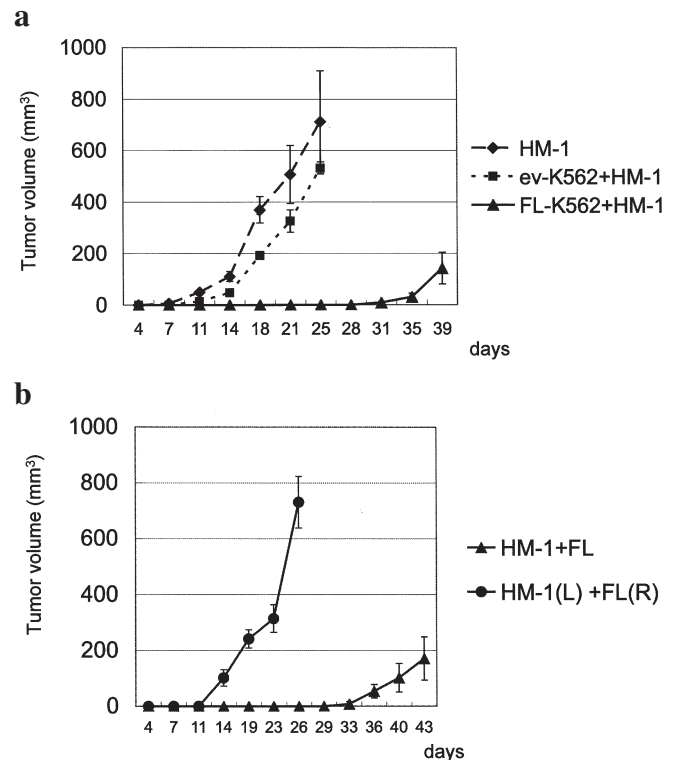 a
Tumor volume (mm³)
1000
800
600
400
200
0
4 7 11 14 18 21 25 28 31 35 39
days
HM-1
ev-K562+HM-1
FL-K562+HM-1
b
Tumor volume (mm³)
1000
800
600
400
200
0
4 7 11 14 19 23 26 29 33 36 40 43
days
HM-1+FL
HM-1(L) +FL(R)